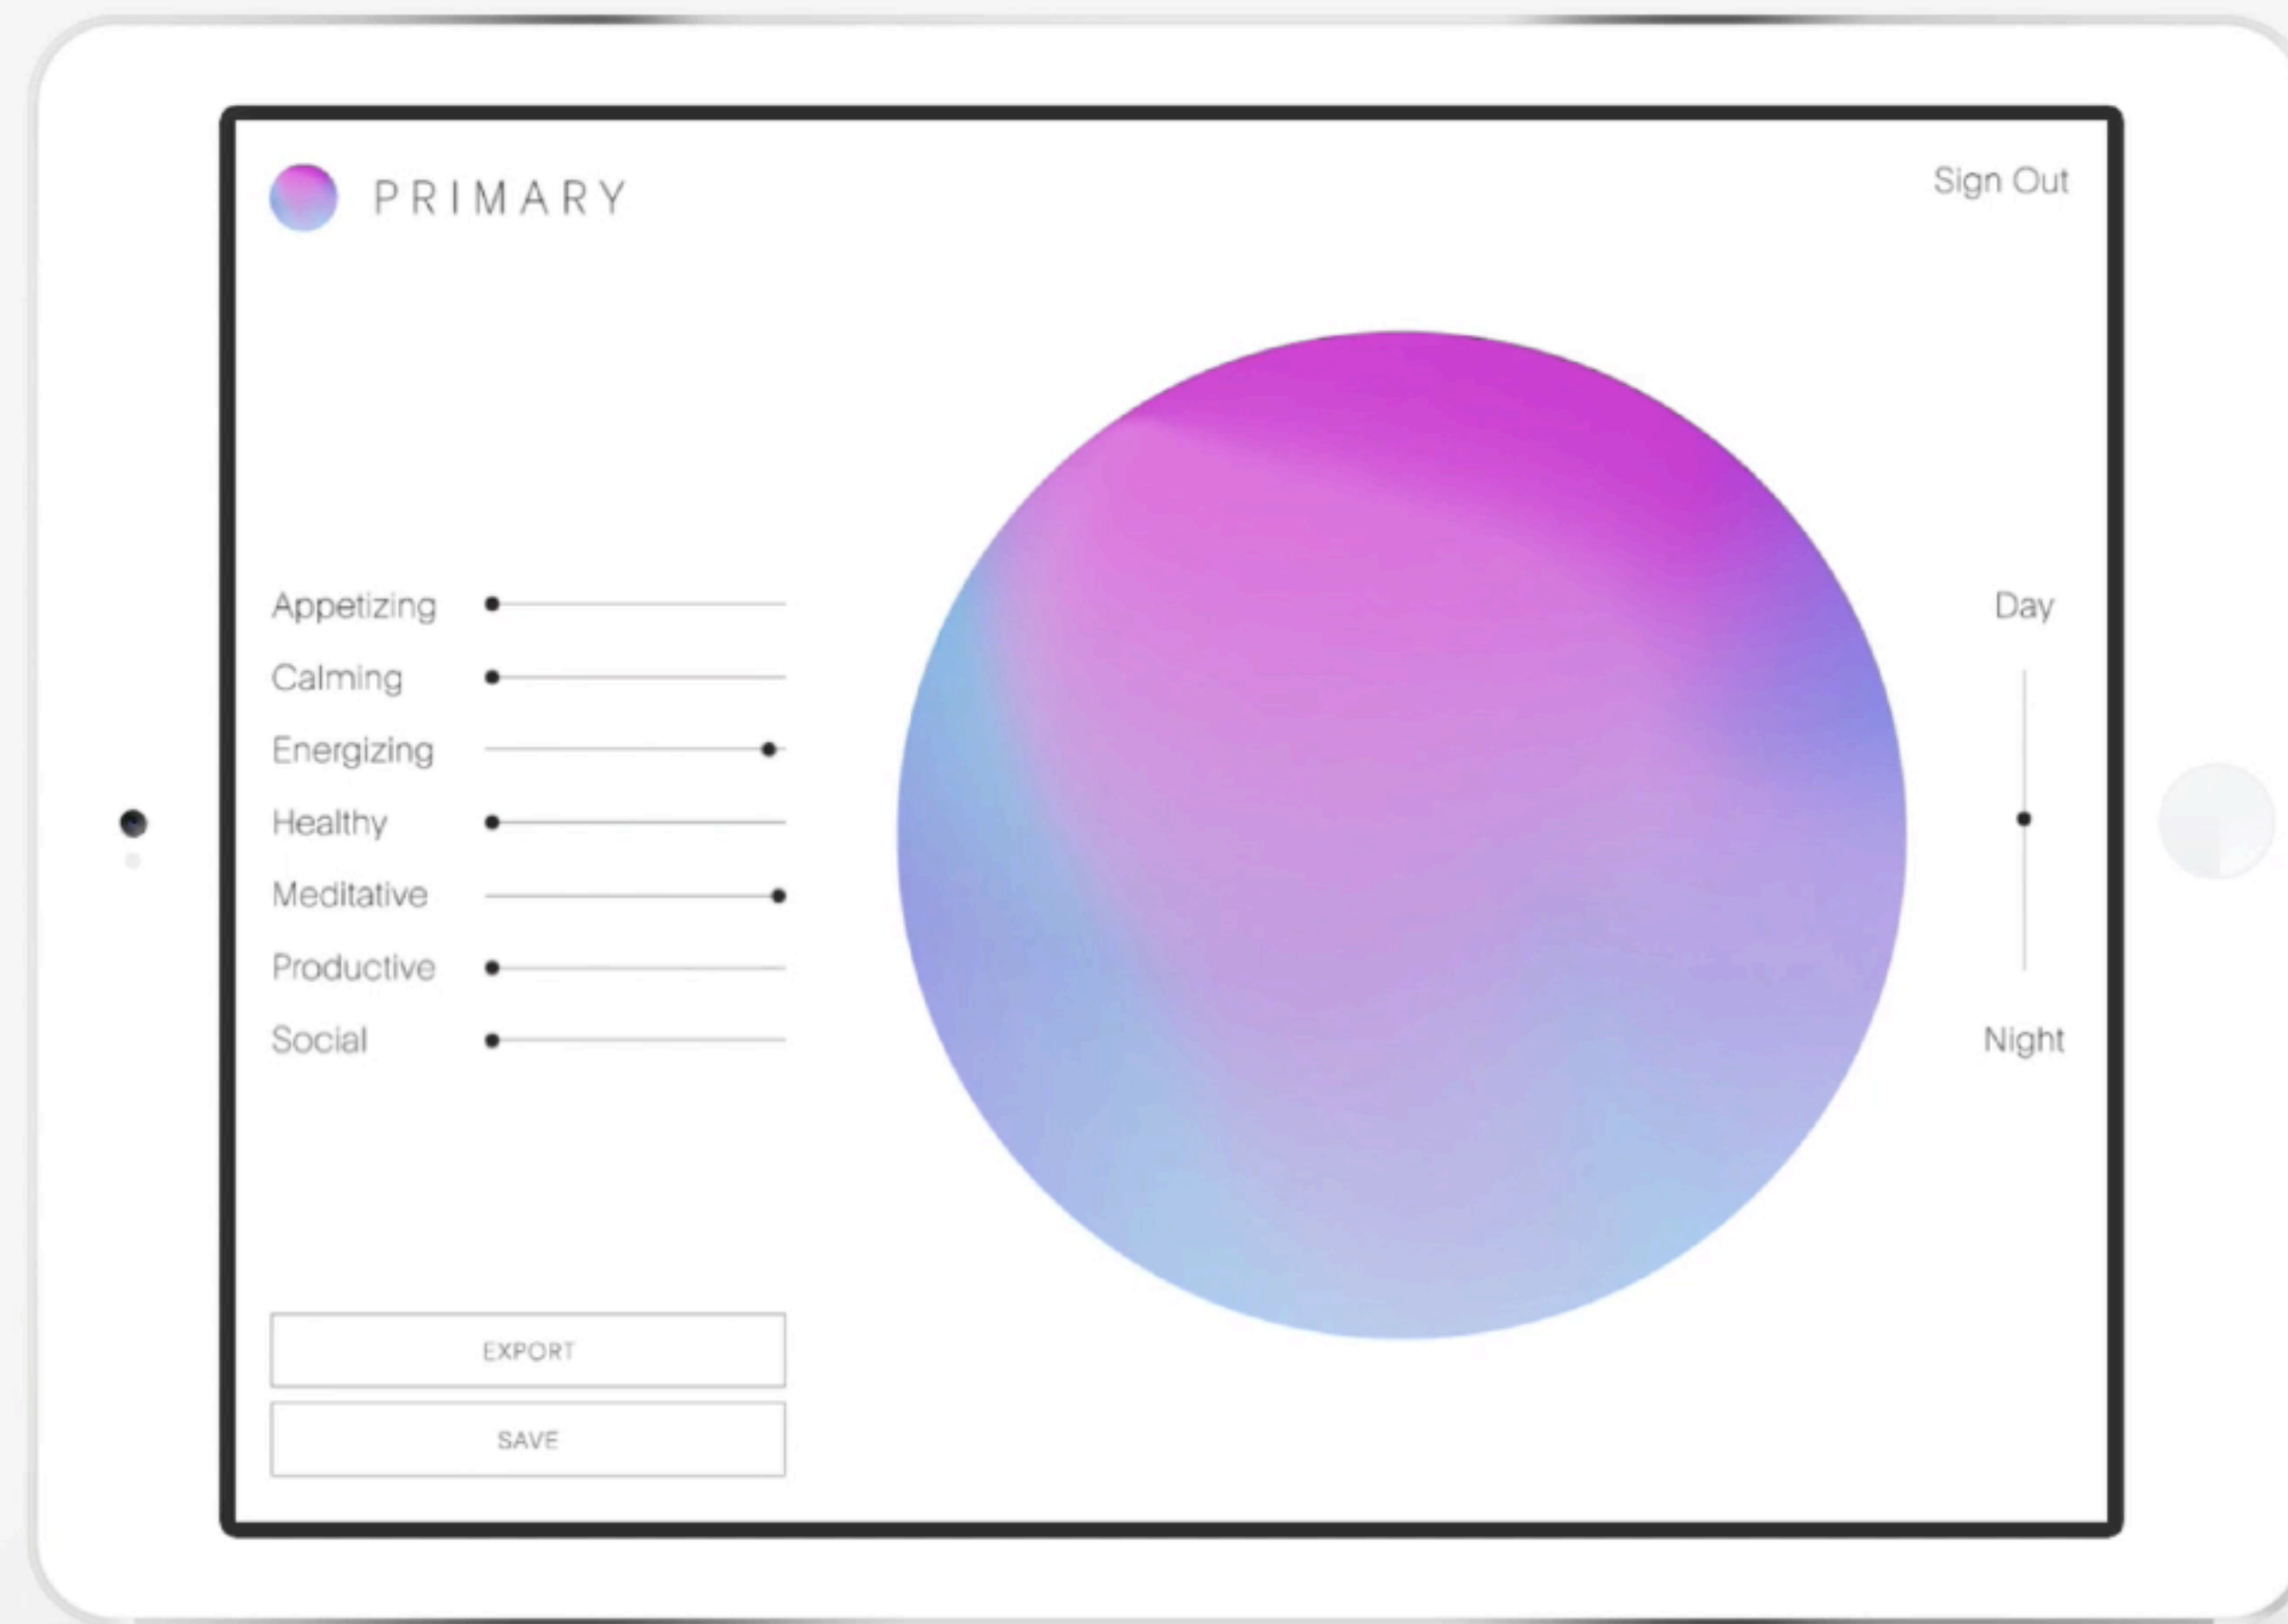 PRIMARY
Sign Out
Appetizing
Calming
Energizing
Healthy
Meditative
Productive
Social
Day
Night
EXPORT
SAVE